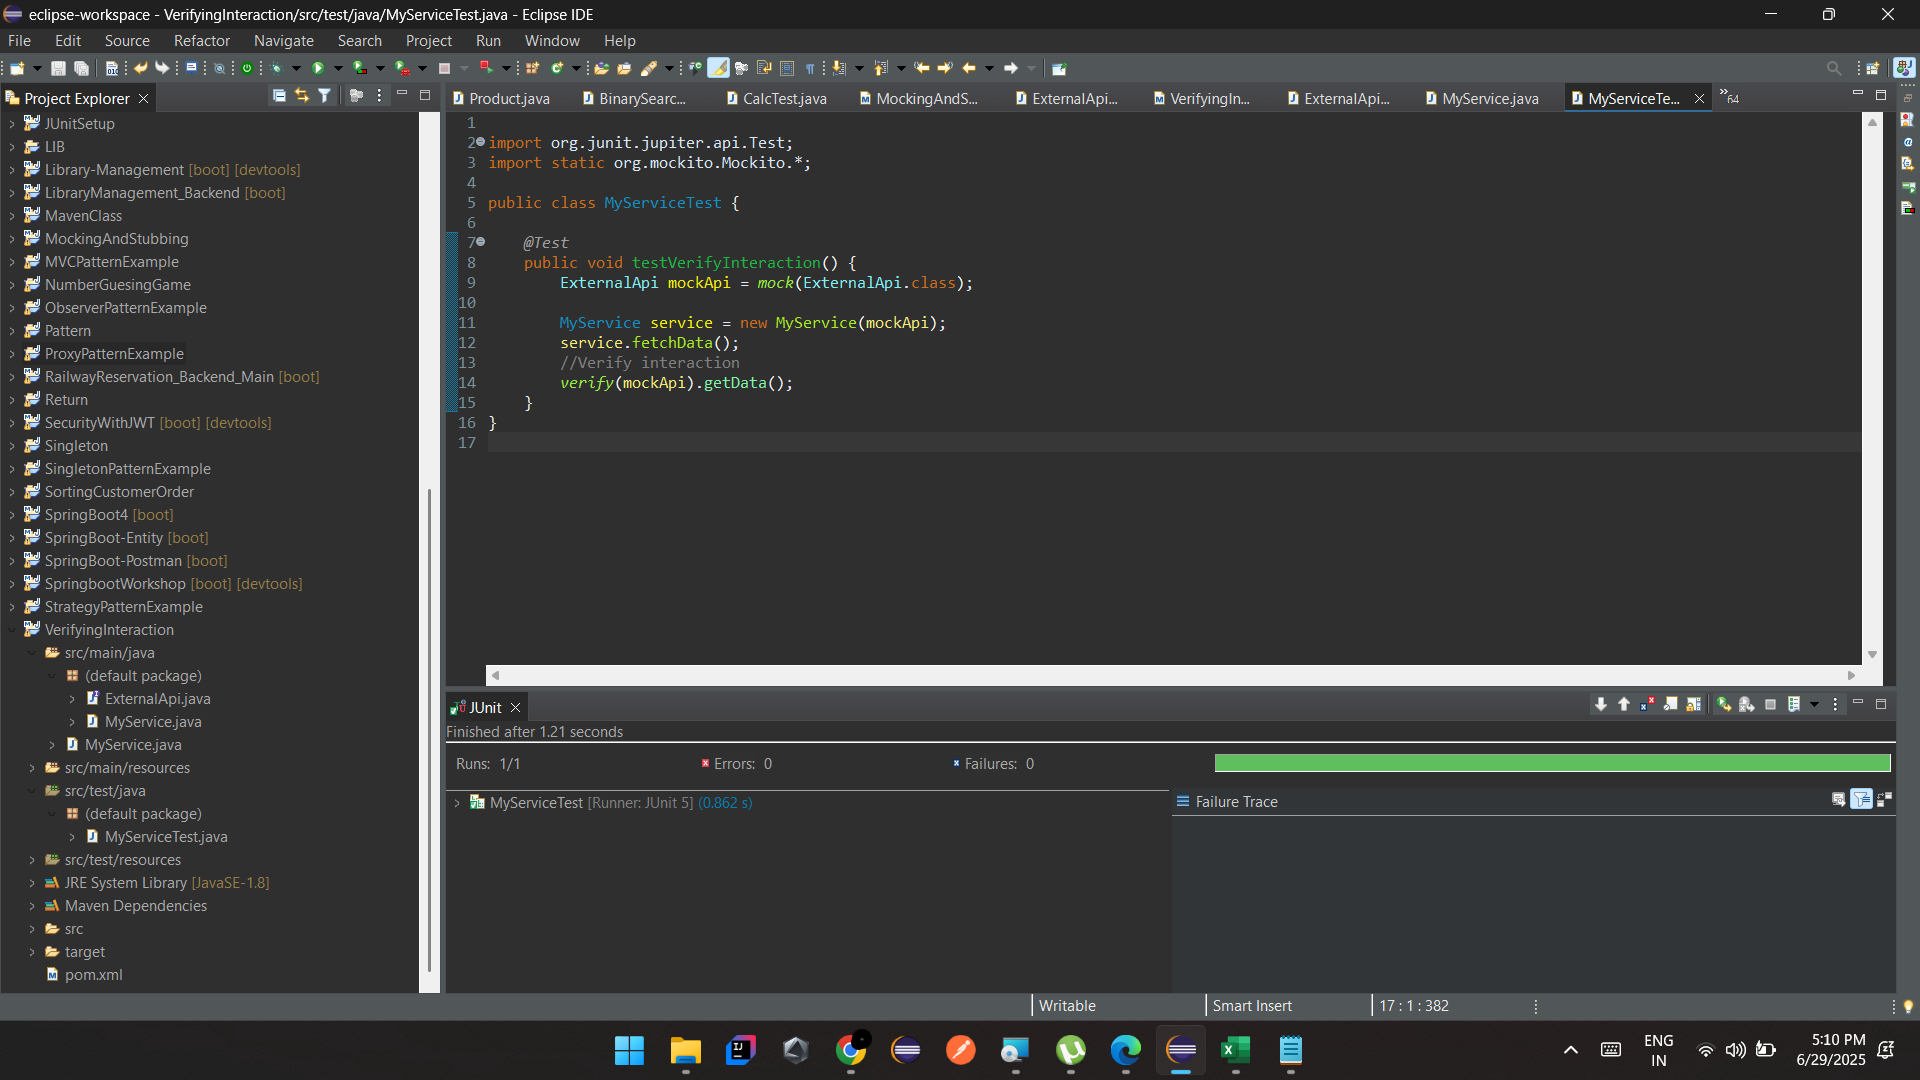 eclipse-workspace - VerifyingInteraction/src/test/java/MyServiceTest.java - Eclipse IDE
File Edit Source Refactor Navigate Search Project Run Window Help
Project Explorer
JUnitSetup
LIB
Library-Management [boot] [devtools]
LibraryManagement_Backend [boot]
MavenClass
MockingAndStubbing
MVCPatternExample
NumberGuesingGame
ObserverPatternExample
Pattern
ProxyPatternExample
RailwayReservation_Backend_Main [boot]
Return
SecurityWithJWT [boot] [devtools]
Singleton
SingletonPatternExample
SortingCustomerOrder
SpringBoot4 [boot]
SpringBoot-Entity [boot]
SpringBoot-Postman [boot]
SpringbootWorkshop [boot] [devtools]
StrategyPatternExample
VerifyingInteraction
src/main/java
(default package)
ExternalApi.java
MyService.java
MyService.java
src/main/resources
src/test/java
(default package)
MyServiceTest.java
src/test/resources
JRE System Library [JavaSE-1.8]
Maven Dependencies
src
target
pom.xml
Product.java BinarySearc... CalcTest.java MockingAndS... ExternalApi... VerifyingIn... ExternalApi... MyService.java MyServiceTe... »64
1
2 import org.junit.jupiter.api.Test;
3 import static org.mockito.Mockito.*;
4
5 public class MyServiceTest {
6
7 @Test
8 public void testVerifyInteraction() {
9 ExternalApi mockApi = mock(ExternalApi.class);
10
11 MyService service = new MyService(mockApi);
12 service.fetchData();
13 //Verify interaction
14 verify(mockApi).getData();
15 }
16 }
17
JUnit
Finished after 1.21 seconds
Runs: 1/1 Errors: 0 Failures: 0
MyServiceTest [Runner: JUnit 5] (0.862 s)
Failure Trace
Writable Smart Insert 17 : 1 : 382
ENG
IN
5:10 PM
6/29/2025